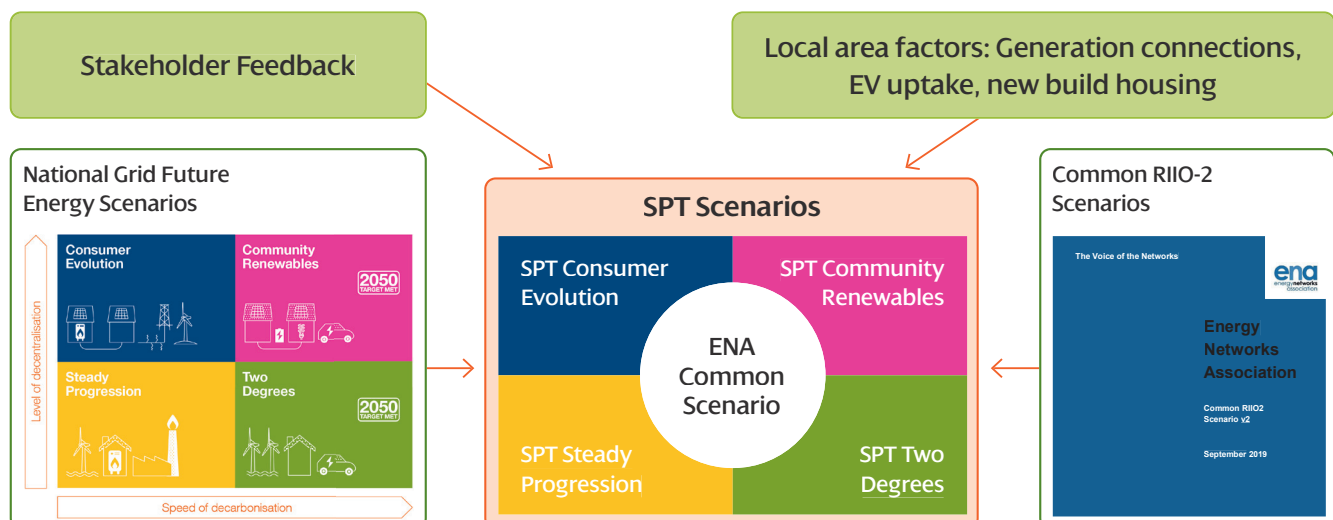 Stakeholder Feedback
Local area factors: Generation connections,
EV uptake, new build housing
National Grid Future
Energy Scenarios
Level of decentralisation
Consumer
Evolution
Community
Renewables
2050
TARGET MET
Steady
Progression
Two
Degrees
2050
TARGET MET
Speed of decarbonisation
SPT Scenarios
SPT Consumer
Evolution
SPT Community
Renewables
ENA
Common
Scenario
SPT Steady
Progression
SPT Two
Degrees
Common RIIO-2
Scenarios
The Voice of the Networks
ena
energynetworks
association
Energy
Networks
Association
Common RIIO2
Scenario v2
September 2019